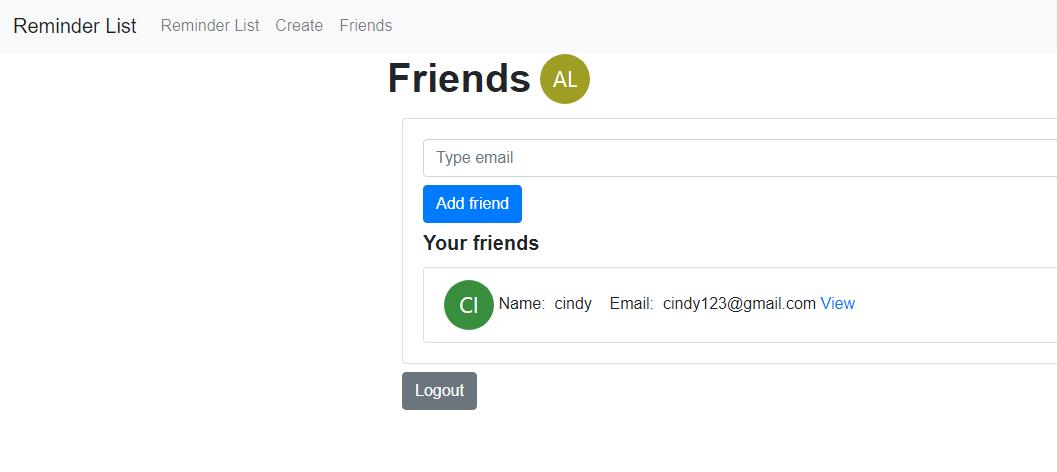 Reminder List Reminder List Create Friends
Friends AL
Type email
Add friend
Your friends
CI Name: cindy Email: cindy123@gmail.com View
Logout